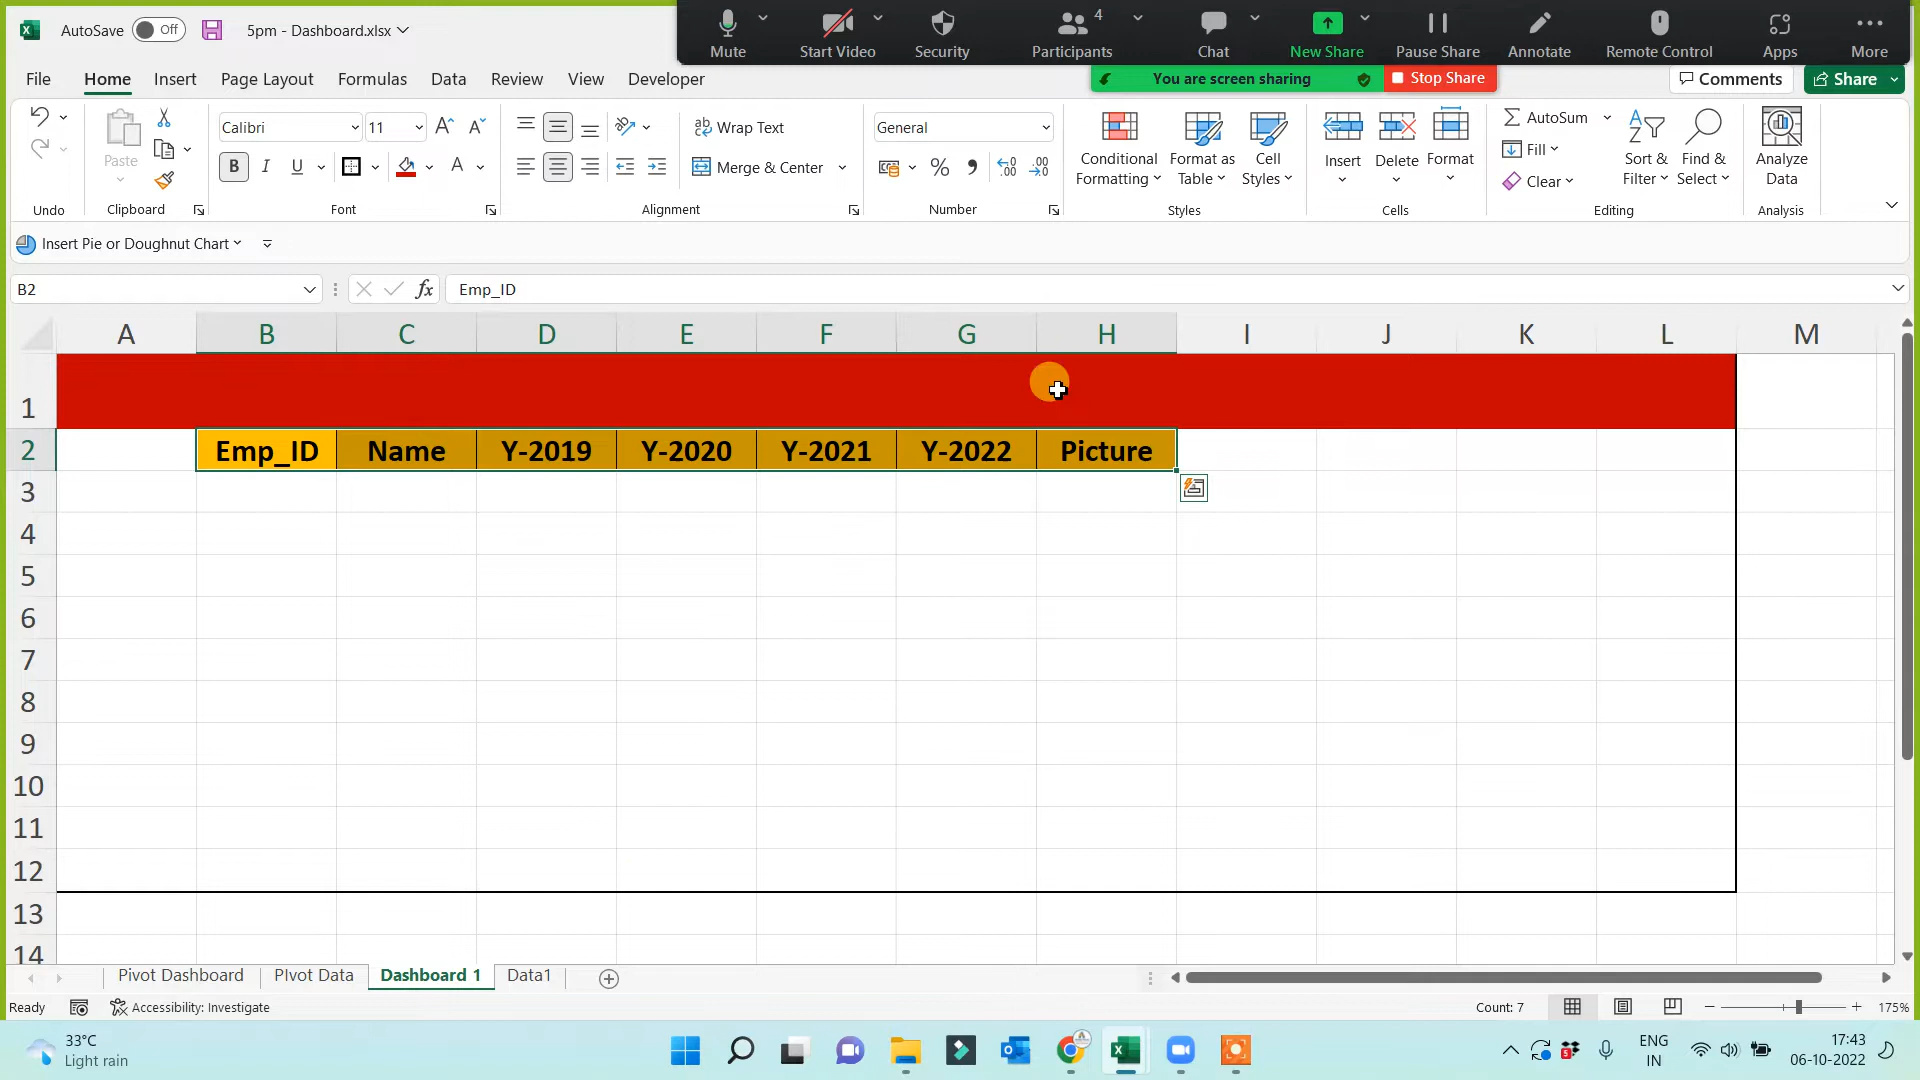 AutoSave Off 5pm - Dashboard.xlsx
Mute Start Video Security Participants 4 Chat New Share Pause Share Annotate Remote Control Apps More
You are screen sharing Stop Share
File Home Insert Page Layout Formulas Data Review View Developer Comments Share
Paste
Calibri 11
B I U A
ab Wrap Text
Merge & Center
General
%
Conditional Formatting
Format as Table
Cell Styles
Insert Delete Format
AutoSum
Fill
Clear
Sort & Filter
Find & Select
Analyze Data
Undo Clipboard Font Alignment Number Styles Cells Editing Analysis
Insert Pie or Doughnut Chart
B2 fx Emp_ID
A B C D E F G H I J K L M
1
2 Emp_ID Name Y-2019 Y-2020 Y-2021 Y-2022 Picture
3
4
5
6
7
8
9
10
11
12
13
14
Pivot Dashboard PIvot Data Dashboard 1 Data1
Ready Accessibility: Investigate Count: 7 175%
33°C
Light rain
ENG
IN
17:43
06-10-2022